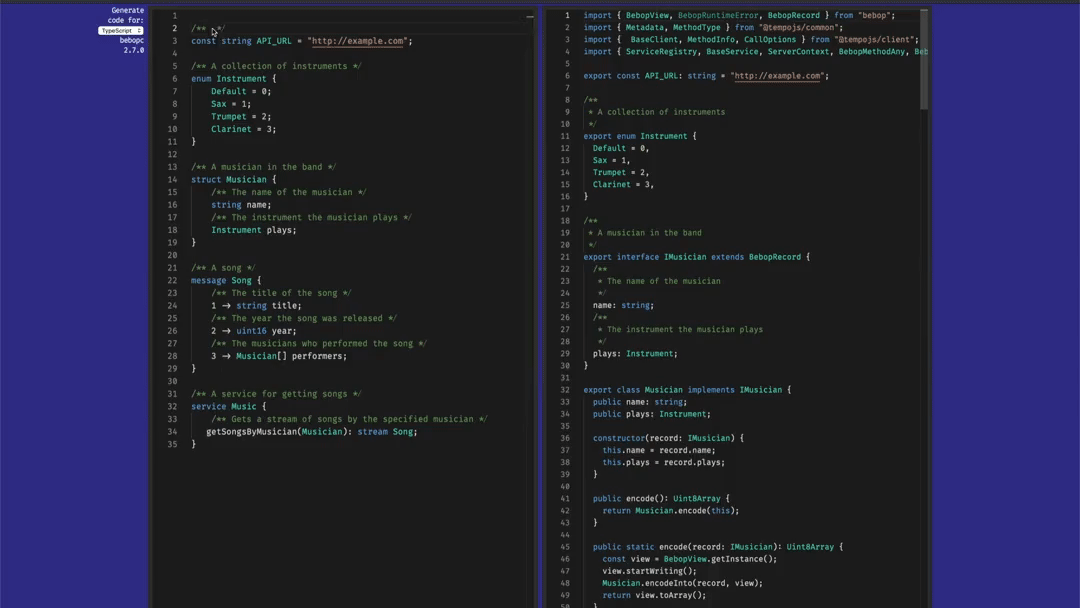 Generate
code for:
TypeScript
bebopc
2.7.0
1
2 /** */
3 const string API_URL = "http://example.com";
4
5 /** A collection of instruments */
6 enum Instrument {
7 Default = 0;
8 Sax = 1;
9 Trumpet = 2;
10 Clarinet = 3;
11 }
12
13 /** A musician in the band */
14 struct Musician {
15 /** The name of the musician */
16 string name;
17 /** The instrument the musician plays */
18 Instrument plays;
19 }
20
21 /** A song */
22 message Song {
23 /** The title of the song */
24 1 -> string title;
25 /** The year the song was released */
26 2 -> uint16 year;
27 /** The musicians who performed the song */
28 3 -> Musician[] performers;
29 }
30
31 /** A service for getting songs */
32 service Music {
33 /** Gets a stream of songs by the specified musician */
34 getSongsByMusician(Musician): stream Song;
35 }
1 import { BebopView, BebopRuntimeError, BebopRecord } from "bebop";
2 import { Metadata, MethodType } from "@tempojs/common";
3 import { BaseClient, MethodInfo, CallOptions } from "@tempojs/client";
4 import { ServiceRegistry, BaseService, ServerContext, BebopMethodAny, Beb
5
6 export const API_URL: string = "http://example.com";
7
8 /**
9 * A collection of instruments
10 */
11 export enum Instrument {
12 Default = 0,
13 Sax = 1,
14 Trumpet = 2,
15 Clarinet = 3,
16 }
17
18 /**
19 * A musician in the band
20 */
21 export interface IMusician extends BebopRecord {
22 /**
23 * The name of the musician
24 */
25 name: string;
26 /**
27 * The instrument the musician plays
28 */
29 plays: Instrument;
30 }
31
32 export class Musician implements IMusician {
33 public name: string;
34 public plays: Instrument;
35
36 constructor(record: IMusician) {
37 this.name = record.name;
38 this.plays = record.plays;
39 }
40
41 public encode(): Uint8Array {
42 return Musician.encode(this);
43 }
44
45 public static encode(record: IMusician): Uint8Array {
46 const view = BebopView.getInstance();
47 view.startWriting();
48 Musician.encodeInto(record, view);
49 return view.toArray();
50 }